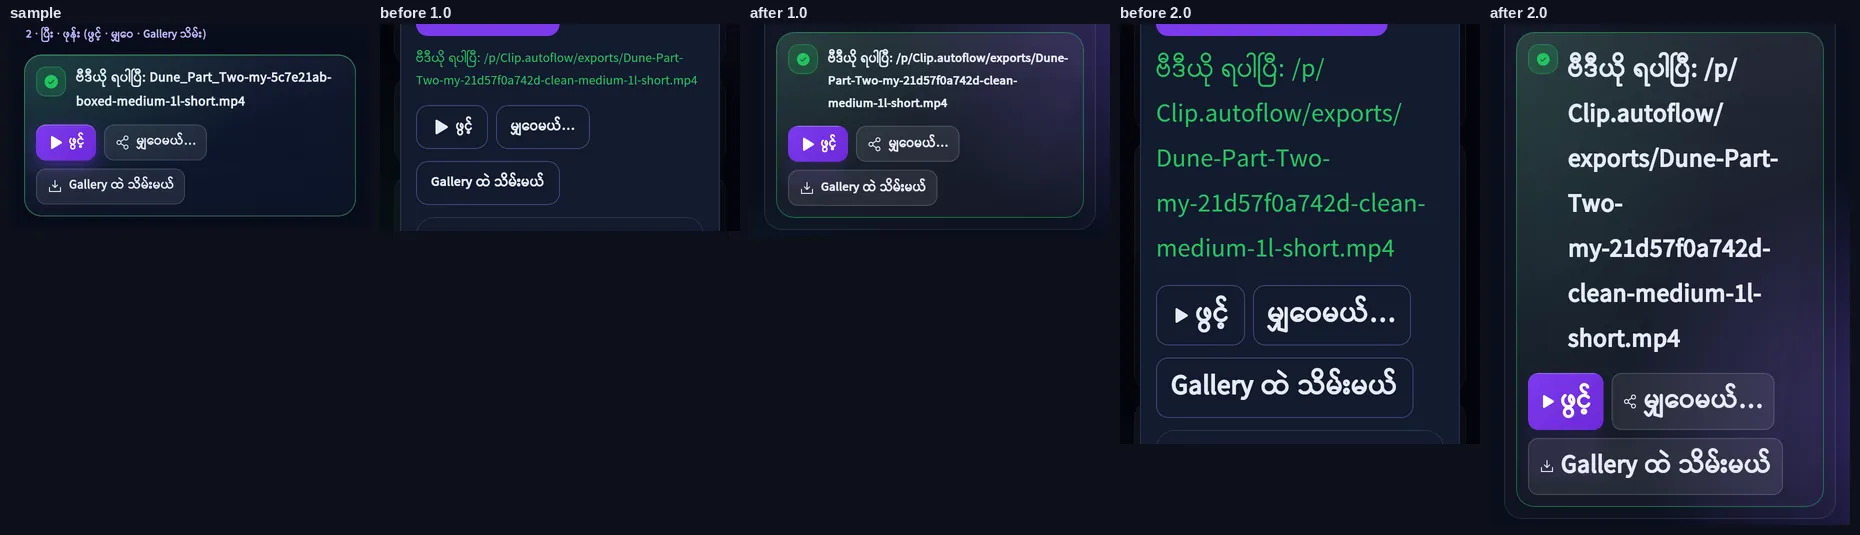 sample
2 · ပြီး · ဖုန်း (ဖွင့် · မျှဝေ · Gallery သိမ်း)
ဗီဒီယို ရပါပြီ: Dune_Part_Two-my-5c7e21ab-
boxed-medium-1l-short.mp4
ဖွင့်
မျှဝေမယ်…
Gallery ထဲ သိမ်းမယ်
before 1.0
ဗီဒီယို ရပါပြီ: /p/Clip.autoflow/exports/Dune-Part-
Two-my-21d57f0a742d-clean-medium-1l-short.mp4
ဖွင့်
မျှဝေမယ်…
Gallery ထဲ သိမ်းမယ်
after 1.0
ဗီဒီယို ရပါပြီ: /p/Clip.autoflow/exports/Dune-
Part-Two-my-21d57f0a742d-clean-
medium-1l-short.mp4
ဖွင့်
မျှဝေမယ်…
Gallery ထဲ သိမ်းမယ်
before 2.0
ဗီဒီယို ရပါပြီ: /p/
Clip.autoflow/exports/
Dune-Part-Two-
my-21d57f0a742d-clean-
medium-1l-short.mp4
ဖွင့်
မျှဝေမယ်…
Gallery ထဲ သိမ်းမယ်
after 2.0
ဗီဒီယို ရပါပြီ: /p/
Clip.autoflow/
exports/Dune-Part-
Two-
my-21d57f0a742d-
clean-medium-1l-
short.mp4
ဖွင့်
မျှဝေမယ်…
Gallery ထဲ သိမ်းမယ်